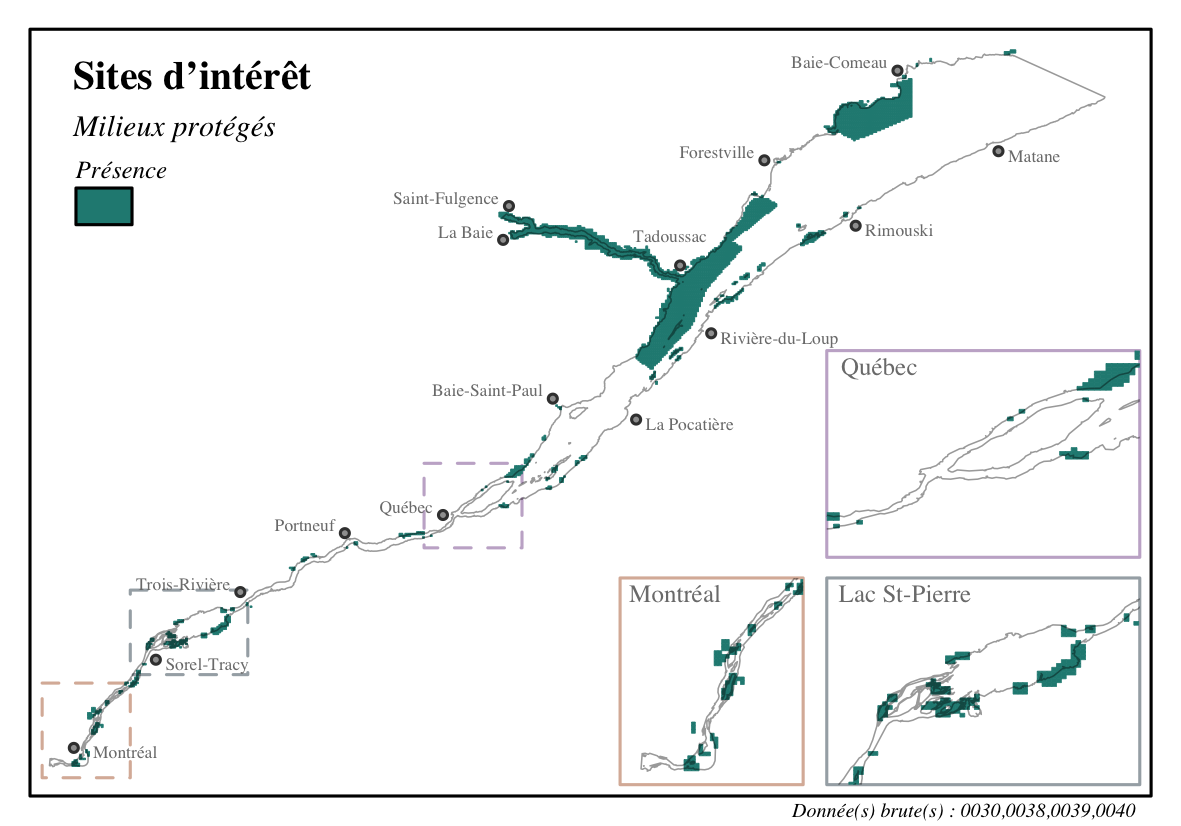 Sites d’intérêt
Milieux protégés
Présence
Baie-Comeau
Matane
Forestville
Saint-Fulgence
La Baie
Tadoussac
Rimouski
Rivière-du-Loup
Baie-Saint-Paul
La Pocatière
Québec
Portneuf
Trois-Rivière
Sorel-Tracy
Montréal
Québec
Montréal
Lac St-Pierre
Donnée(s) brute(s) : 0030,0038,0039,0040